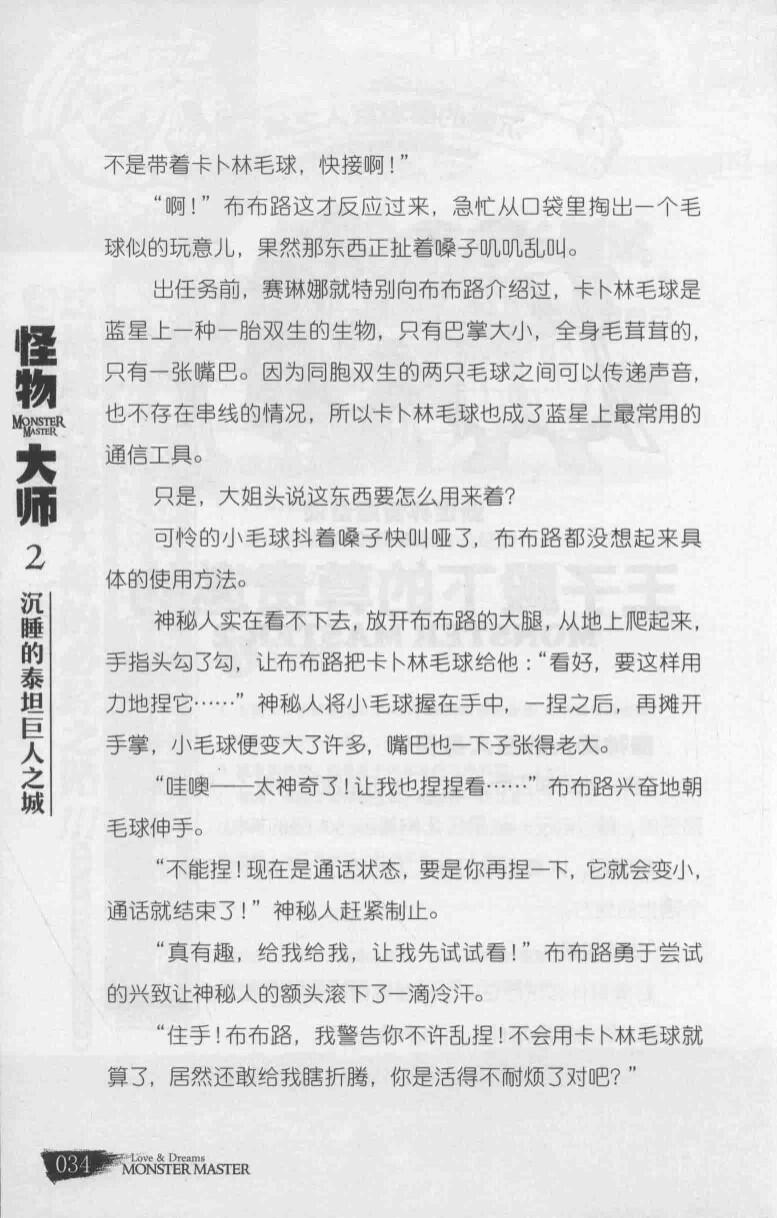 不是带着卡卜林毛球，快接啊！”
“啊！”布布路这才反应过来，急忙从口袋里掏出一个毛
球似的玩意儿，果然那东西正扯着嗓子叽叽乱叫。
出任务前，赛琳娜就特别向布布路介绍过，卡卜林毛球是
蓝星上一种一胎双生的生物，只有巴掌大小，全身毛茸茸的，
只有一张嘴巴。因为同胞双生的两只毛球之间可以传递声音，
也不存在串线的情况，所以卡卜林毛球也成了蓝星上最常用的
通信工具。
只是，大姐头说这东西要怎么用来着？
可怜的小毛球抖着嗓子快叫哑了，布布路都没想起来具
体的使用方法。
神秘人实在看不下去，放开布布路的大腿，从地上爬起来，
手指头勾了勾，让布布路把卡卜林毛球给他：“看好，要这样用
力地捏它……”神秘人将小毛球握在手中，一捏之后，再摊开
手掌，小毛球便变大了许多，嘴巴也一下子张得老大。
“哇噢——太神奇了！让我也捏捏看……”布布路兴奋地朝
毛球伸手。
“不能捏！现在是通话状态，要是你再捏一下，它就会变小，
通话就结束了！”神秘人赶紧制止。
“真有趣，给我给我，让我先试试看！”布布路勇于尝试
的兴致让神秘人的额头滚下了一滴冷汗。
“住手！布布路，我警告你不许乱捏！不会用卡卜林毛球就
算了，居然还敢给我瞎折腾，你是活得不耐烦了对吧？”
怪物
MONSTER
MASTER
大师
2
沉睡的泰坦巨人之城
034
Love & Dreams
MONSTER MASTER